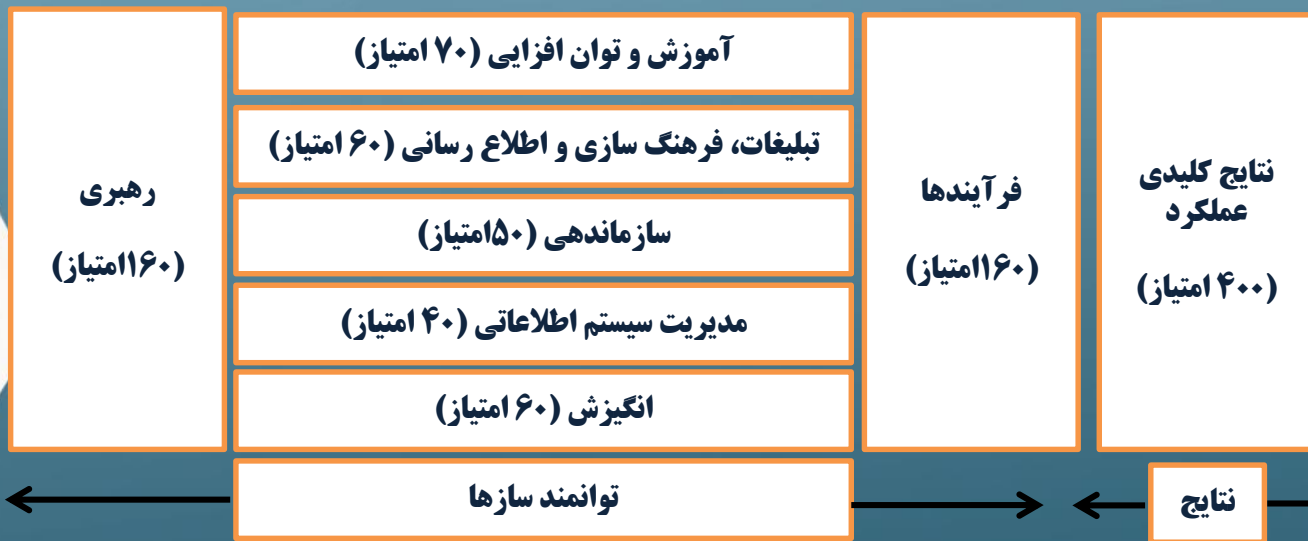 رهبری
(۱۶۰امتیاز)
آموزش و توان افزایی (۷۰ امتیاز)
تبلیغات، فرهنگ سازی و اطلاع رسانی (۶۰ امتیاز)
سازماندهی (۵۰امتیاز)
مدیریت سیستم اطلاعاتی (۴۰ امتیاز)
انگیزش (۶۰ امتیاز)
فرآیندها
(۱۶۰امتیاز)
نتایج کلیدی
عملکرد
(۴۰۰ امتیاز)
توانمند سازها
نتایج